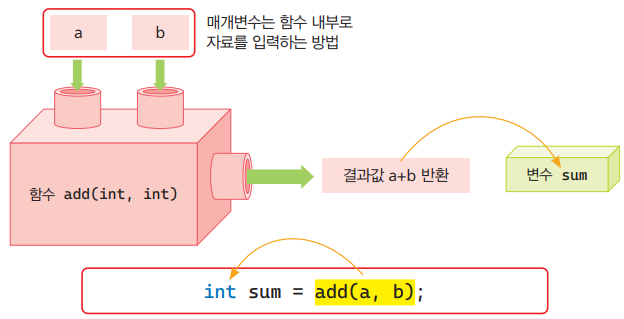 a
b
매개변수는 함수 내부로
자료를 입력하는 방법
함수 add(int, int)
결과값 a+b 반환
변수 sum
int sum = add(a, b);